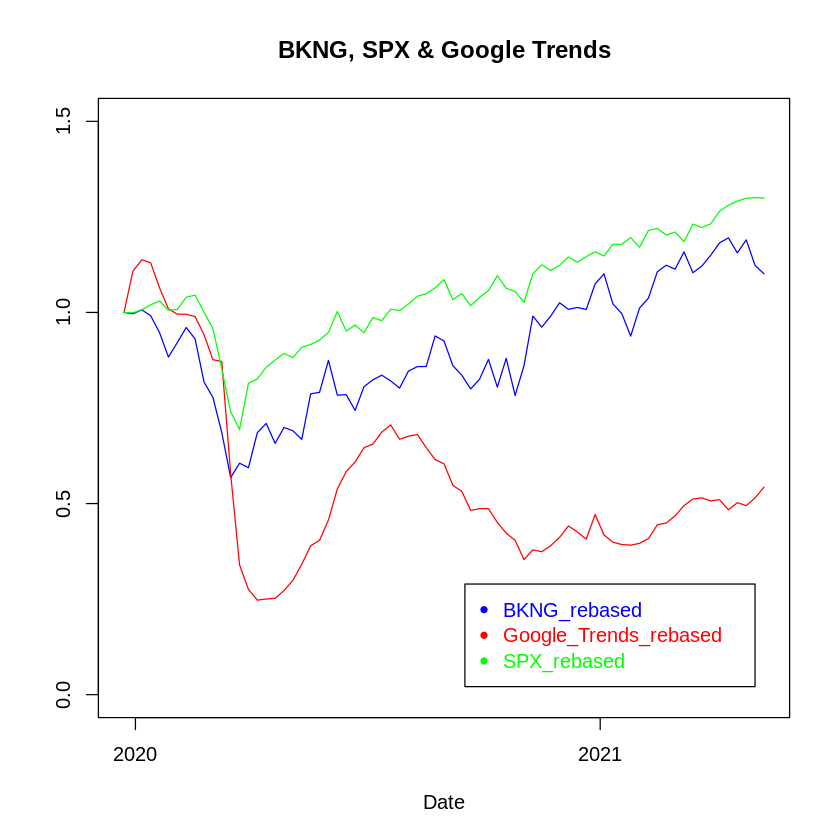 BKNG, SPX & Google Trends
1.5
1.0
0.5
0.0
BKNG_rebased
Google_Trends_rebased
SPX_rebased
2020 2021
Date